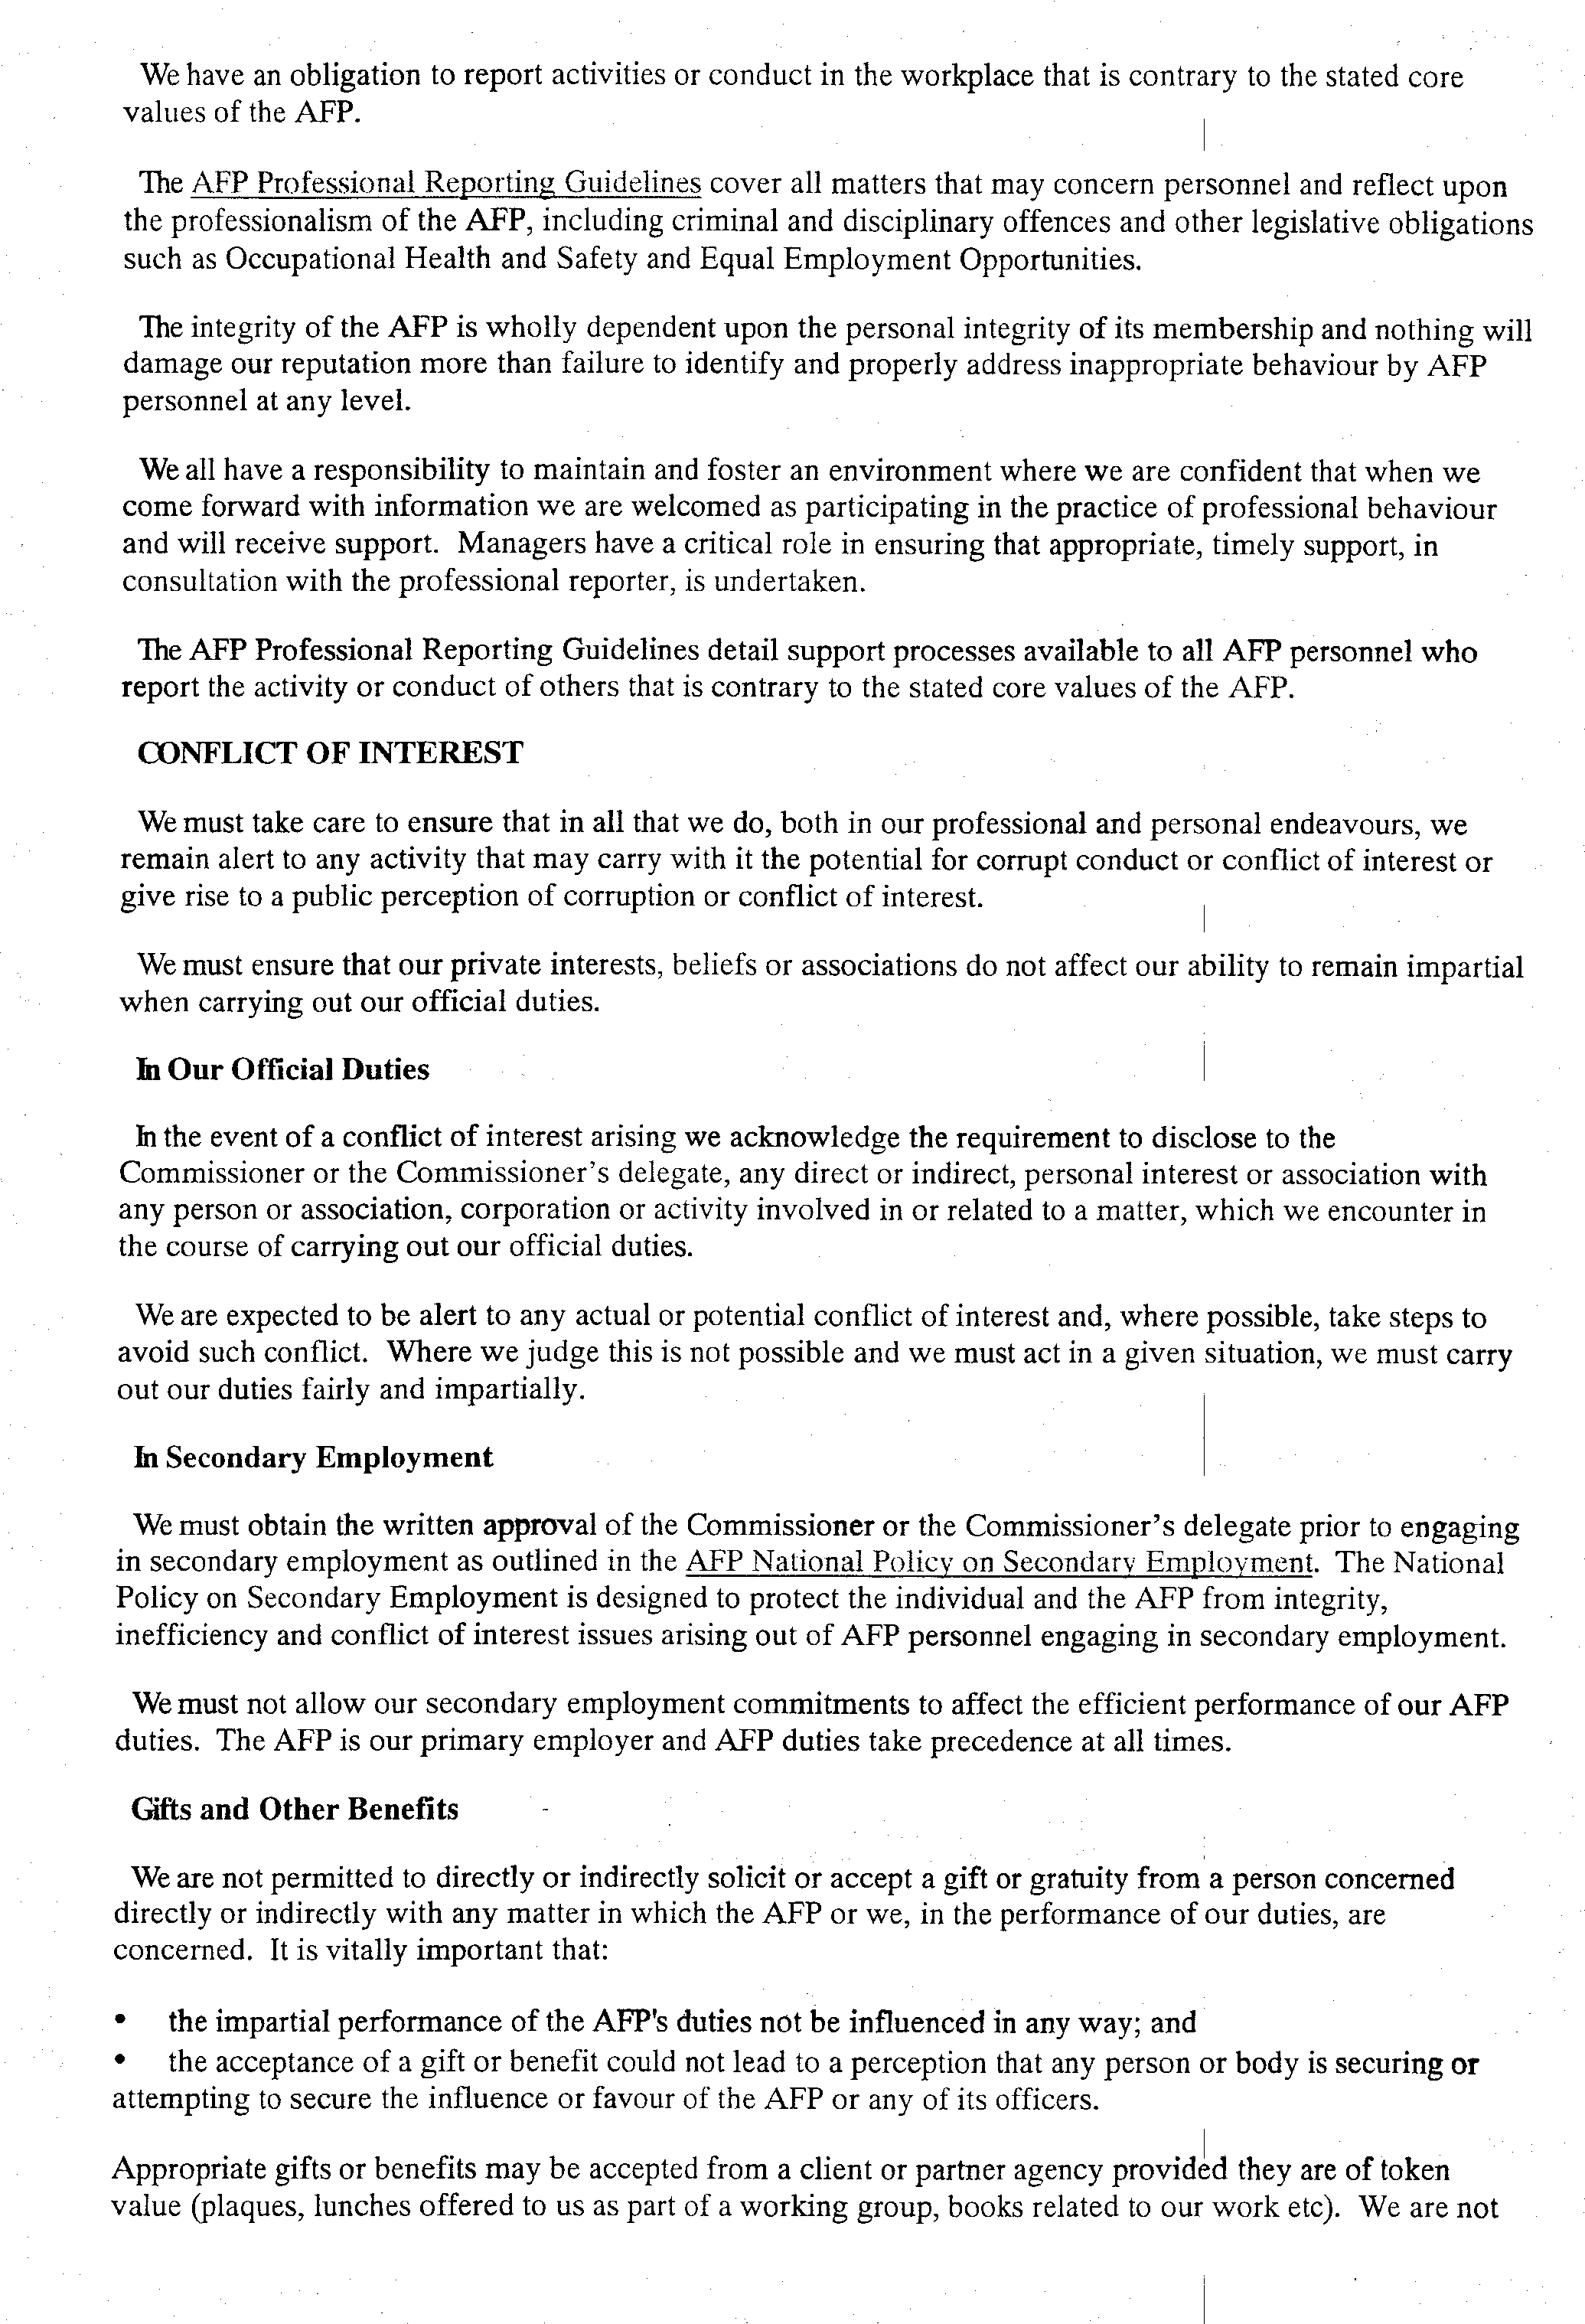 We have an obligation to report activities or conduct in the workplace that is contrary to the stated core
values of the AFP.
The AFP Professional Reporting Guidelines cover all matters that may concern personnel and reflect upon
the professionalism of the AFP, including criminal and disciplinary offences and other legislative obligations
such as Occupational Health and Safety and Equal Employment Opportunities.
The integrity of the AFP is wholly dependent upon the personal integrity of its membership and nothing will
damage our reputation more than failure to identify and properly address inappropriate behaviour by AFP
personnel at any level.
We all have a responsibility to maintain and foster an environment where we are confident that when we
come forward with information we are welcomed as participating in the practice of professional behaviour
and will receive support. Managers have a critical role in ensuring that appropriate, timely support, in
consultation with the professional reporter, is undertaken.
The AFP Professional Reporting Guidelines detail support processes available to all AFP personnel who
report the activity or conduct of others that is contrary to the stated core values of the AFP.
CONFLICT OF INTEREST
We must take care to ensure that in all that we do, both in our professional and personal endeavours, we
remain alert to any activity that may carry with it the potential for corrupt conduct or conflict of interest or
give rise to a public perception of corruption or conflict of interest.
We must ensure that our private interests, beliefs or associations do not affect our ability to remain impartial
when carrying out our official duties.
In Our Official Duties
In the event of a conflict of interest arising we acknowledge the requirement to disclose to the
Commissioner or the Commissioner's delegate, any direct or indirect, personal interest or association with
any person or association, corporation or activity involved in or related to a matter, which we encounter in
the course of carrying out our official duties.
We are expected to be alert to any actual or potential conflict of interest and, where possible, take steps to
avoid such conflict. Where we judge this is not possible and we must act in a given situation, we must carry
out our duties fairly and impartially.
In Secondary Employment
We must obtain the written approval of the Commissioner or the Commissioner's delegate prior to engaging
in secondary employment as outlined in the AFP National Policy on Secondary Employment. The National
Policy on Secondary Employment is designed to protect the individual and the AFP from integrity,
inefficiency and conflict of interest issues arising out of AFP personnel engaging in secondary employment.
We must not allow our secondary employment commitments to affect the efficient performance of our AFP
duties. The AFP is our primary employer and AFP duties take precedence at all times.
Gifts and Other Benefits
We are not permitted to directly or indirectly solicit or accept a gift or gratuity from a person concerned
directly or indirectly with any matter in which the AFP or we, in the performance of our duties, are
concerned. It is vitally important that:
• the impartial performance of the AFP's duties not be influenced in any way; and
• the acceptance of a gift or benefit could not lead to a perception that any person or body is securing or
attempting to secure the influence or favour of the AFP or any of its officers.
Appropriate gifts or benefits may be accepted from a client or partner agency provided they are of token
value (plaques, lunches offered to us as part of a working group, books related to our work etc). We are not